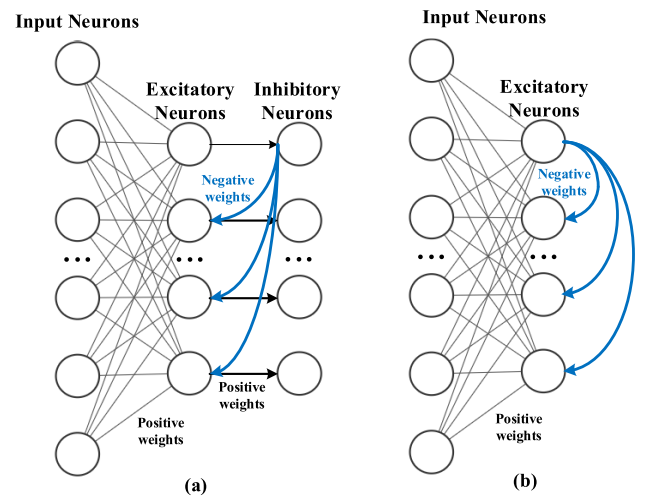 Input Neurons
Excitatory
Neurons
Inhibitory
Neurons
Negative
weights
Positive
weights
Positive
weights
(a)
Input Neurons
Excitatory
Neurons
Negative
weights
Positive
weights
(b)